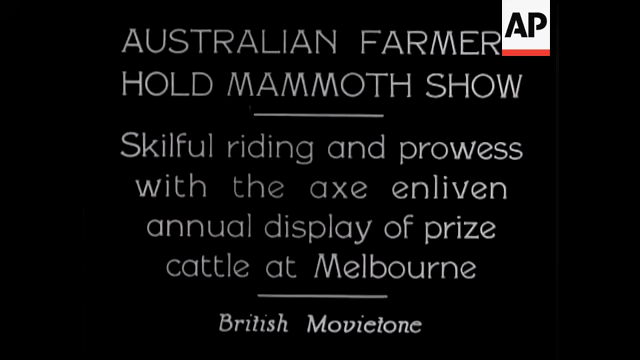 AP
AUSTRALIAN FARMER
HOLD MAMMOTH SHOW
Skilful riding and prowess
with the axe enliven
annual display of prize
cattle at Melbourne
British Movietone